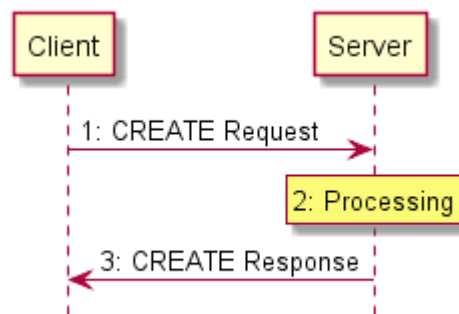 Client
Server
1: CREATE Request
2: Processing
3: CREATE Response